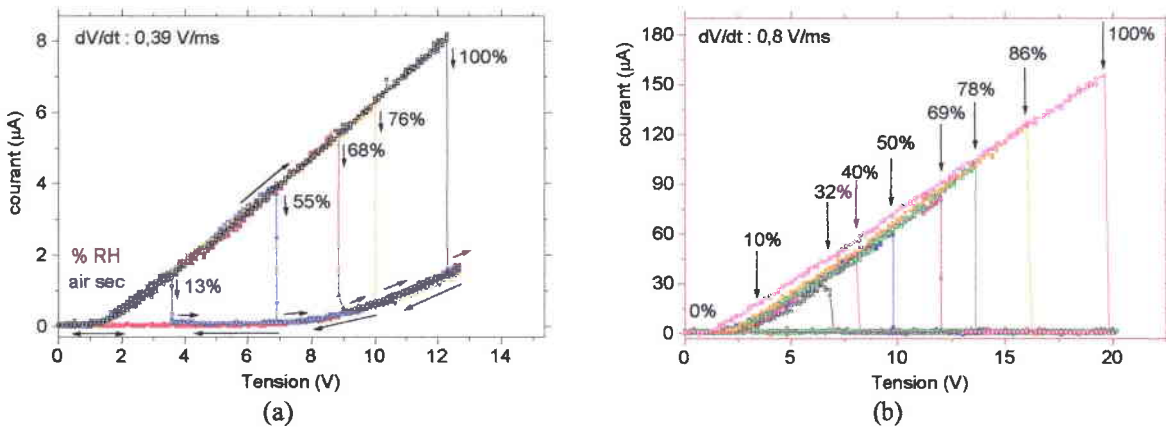 dV/dt : 0,39 V/ms
courant (µA)
8
6
4
2
0
100%
76%
68%
55%
% RH
air sec
13%
0 2 4 6 8 10 12 14
Tension (V)
(a)
dV/dt : 0,8 V/ms
courant (µA)
180
150
120
90
60
30
0
100%
86%
78%
69%
50%
40%
32%
10%
0%
0 5 10 15 20
Tension (V)
(b)